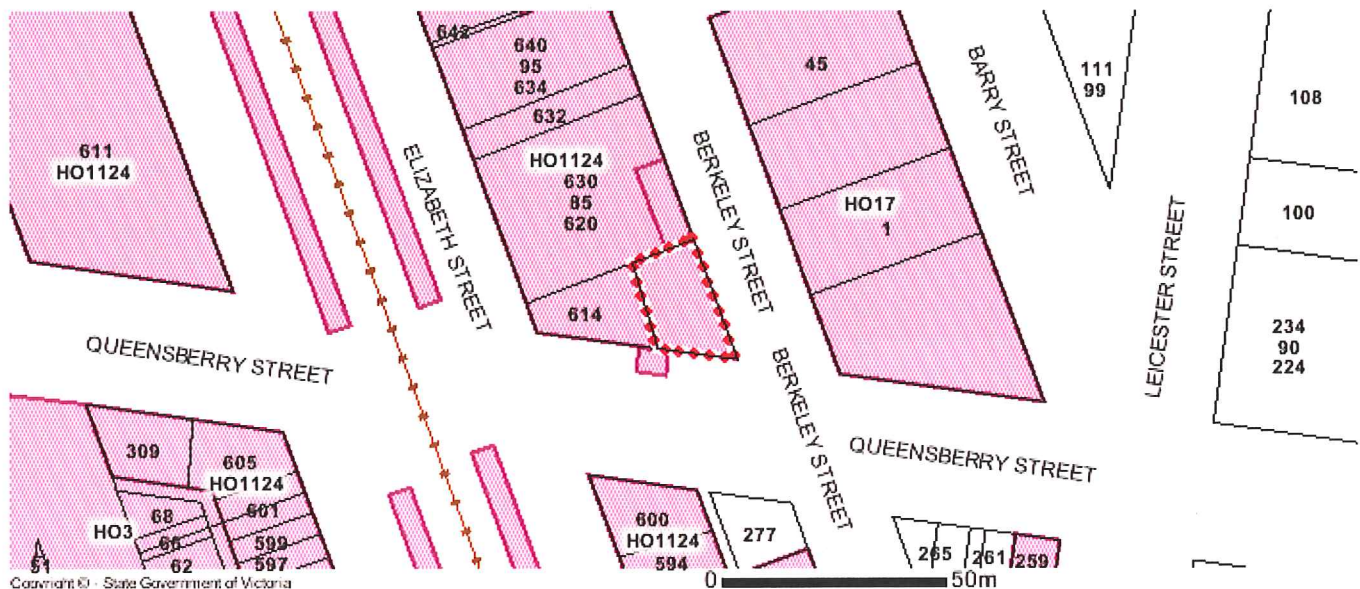 642
640
95
634
632
HO1124
630
85
620
614
611
HO1124
ELIZABETH STREET
BERKELEY STREET
45
HO17
1
BARRY STREET
111
99
108
100
LEICESTER STREET
234
90
224
QUEENSBERRY STREET
BERKELEY STREET
QUEENSBERRY STREET
309
605
HO1124
601
599
597
HO3
68
66
62
51
600
HO1124
594
277
265
261
259
Copyright © - State Government of Victoria
0 50m